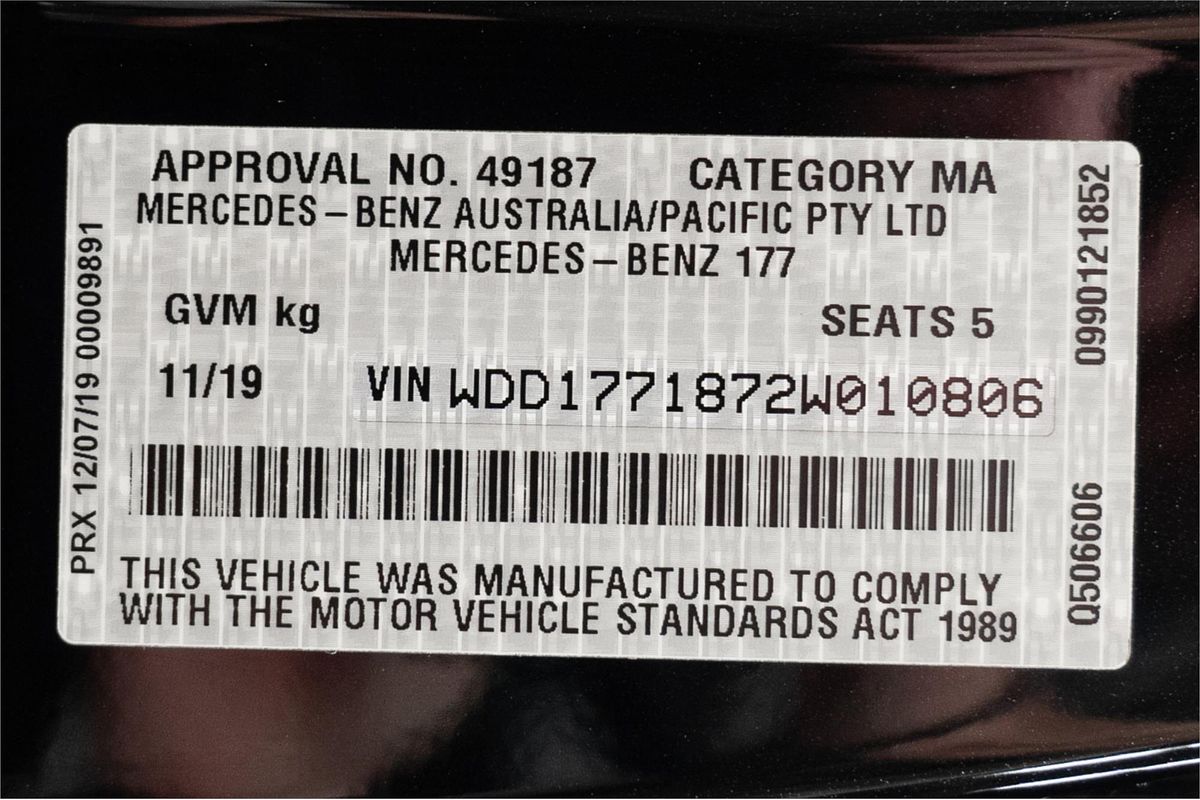 APPROVAL NO. 49187 CATEGORY MA
MERCEDES-BENZ AUSTRALIA/PACIFIC PTY LTD
MERCEDES-BENZ 177
GVM kg SEATS 5
11/19 VIN WDD1771872W010806
THIS VEHICLE WAS MANUFACTURED TO COMPLY
WITH THE MOTOR VEHICLE STANDARDS ACT 1989
PRX 12/07/19 00009891
0990121852
Q506606